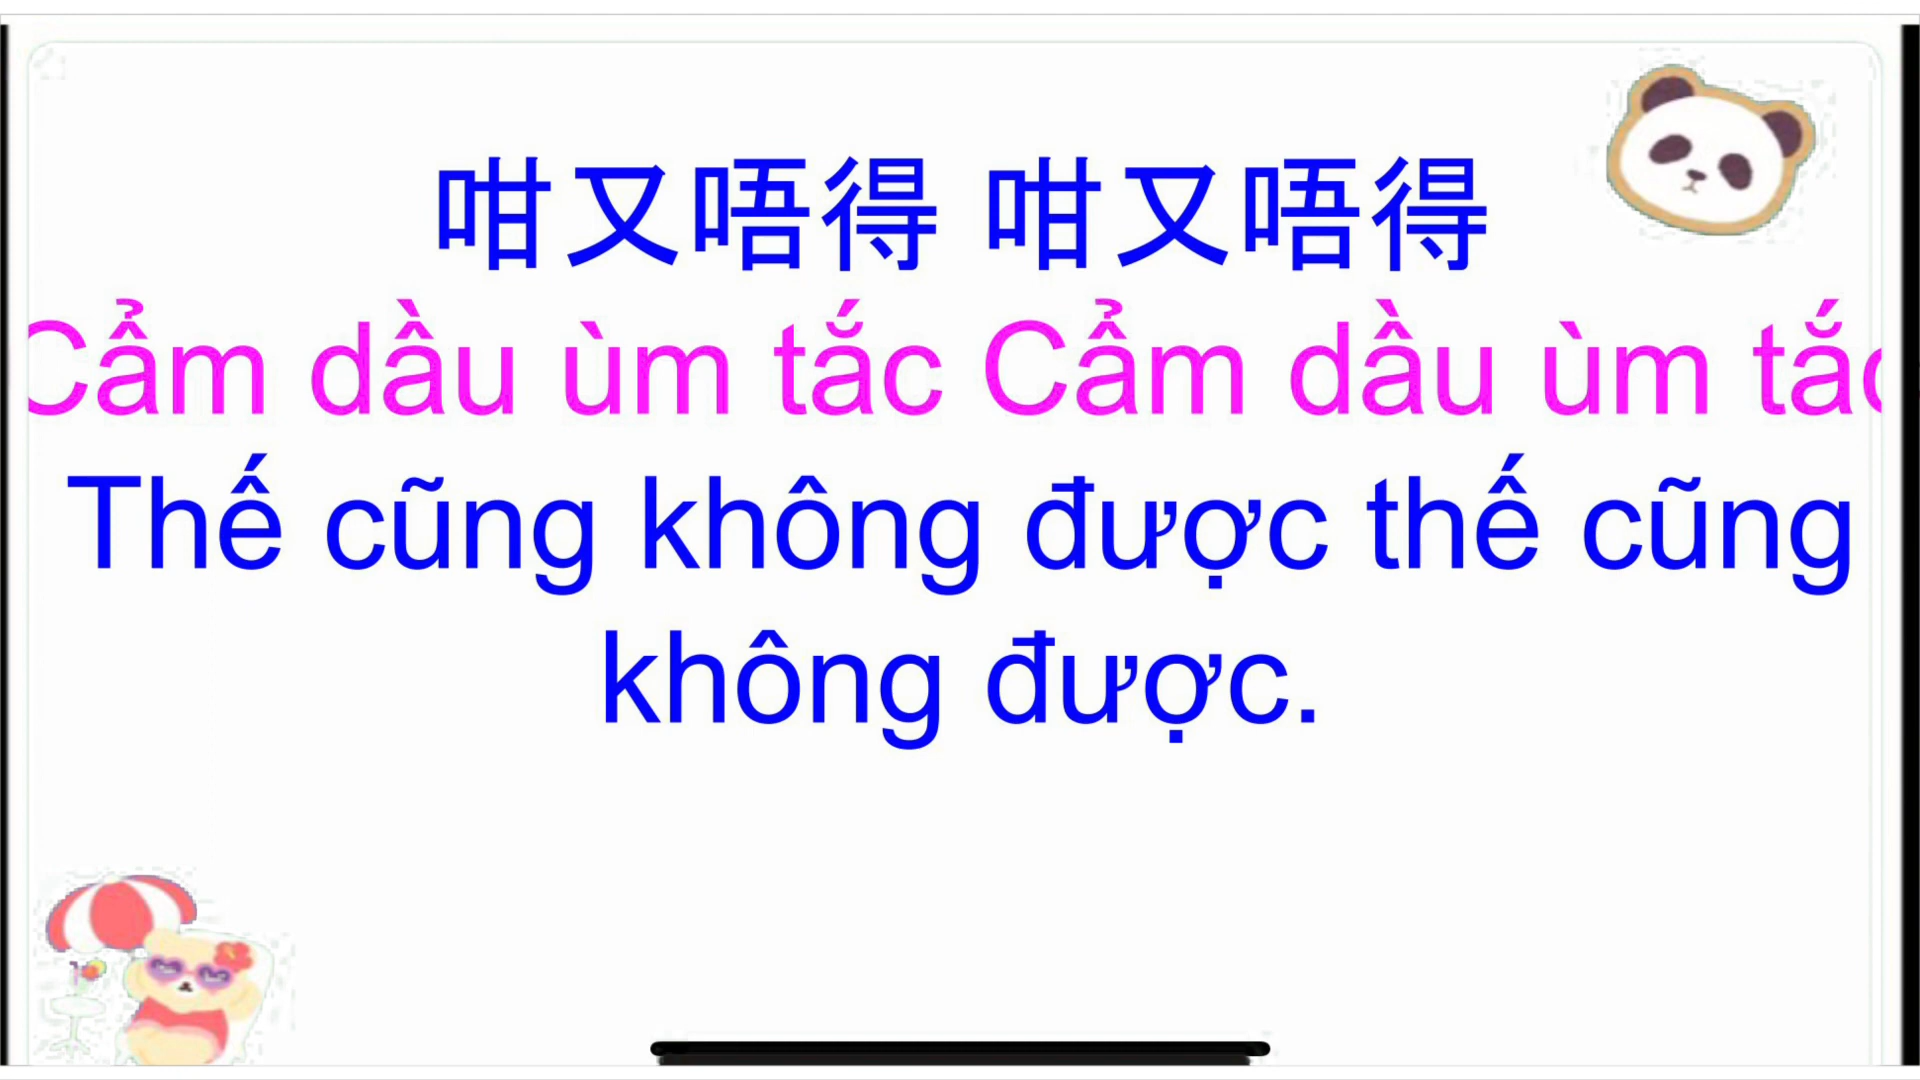 咁又唔得 咁又唔得
Cẩm dầu ùm tắc Cẩm dầu ùm tắc
Thế cũng không được thế cũng
không được.